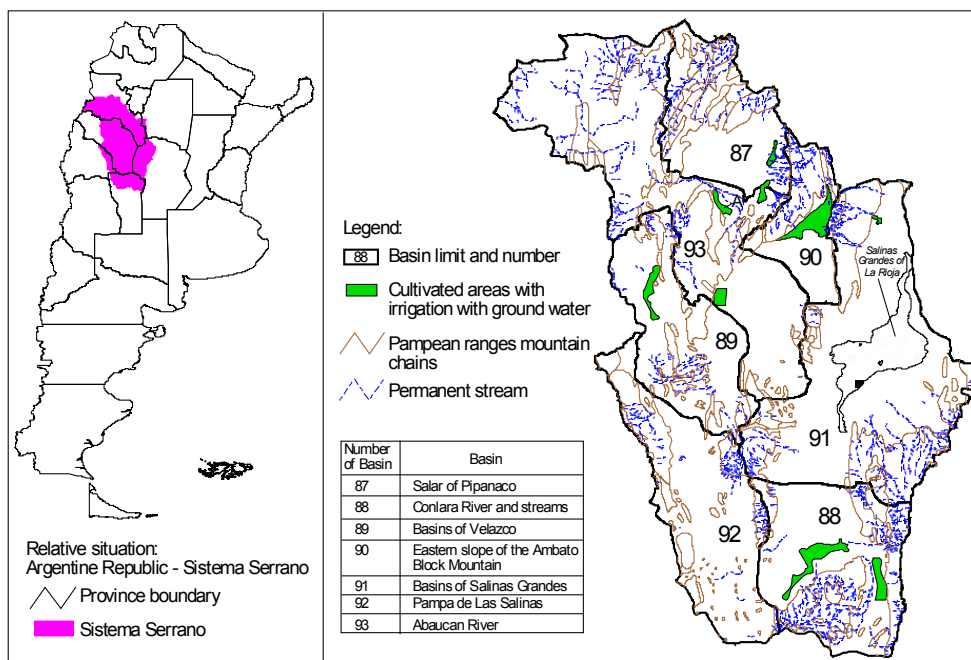 Relative situation:
Argentine Republic - Sistema Serrano
Province boundary
Sistema Serrano
Legend:
88 Basin limit and number
Cultivated areas with
irrigation with ground water
Pampean ranges mountain
chains
Permanent stream
Number
of Basin
Basin
87 Salar of Pipanaco
88 Conlara River and streams
89 Basins of Velazco
90 Eastern slope of the Ambato
Block Mountain
91 Basins of Salinas Grandes
92 Pampa de Las Salinas
93 Abaucan River
87
A
93
90
Salinas
Grandes of
La Rioja
89
91
88
92